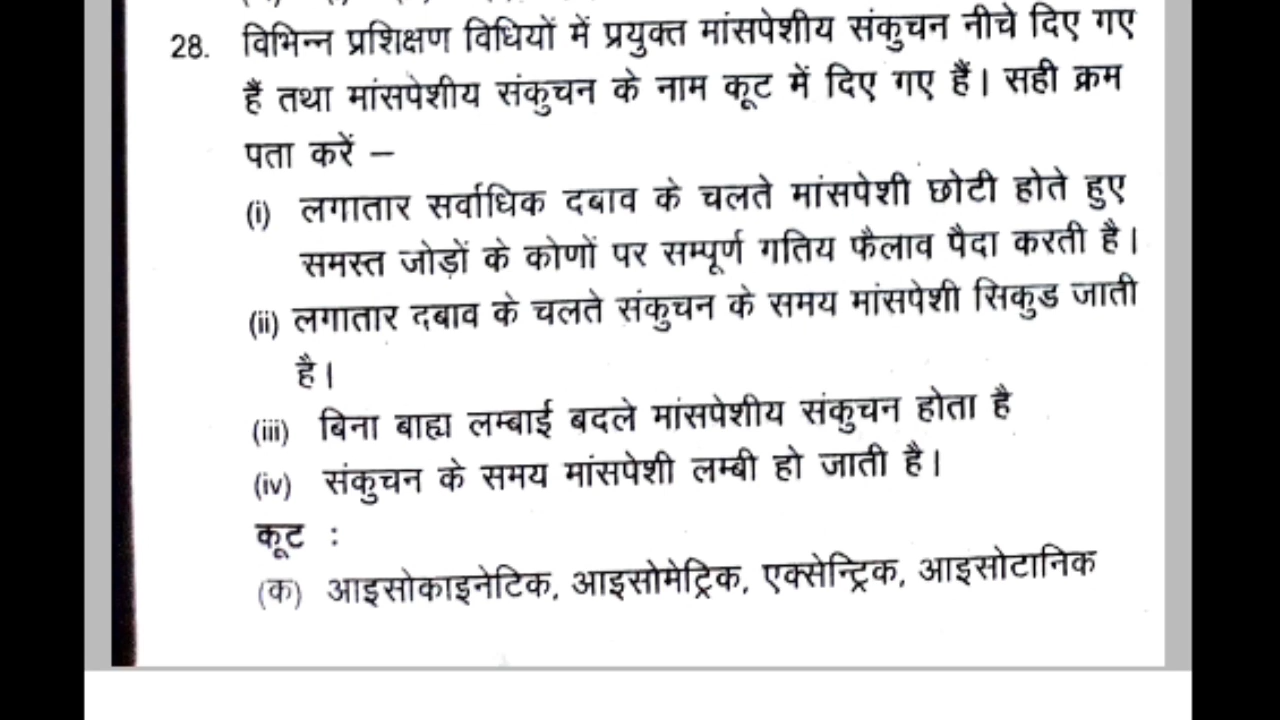 28. विभिन्न प्रशिक्षण विधियों में प्रयुक्त मांसपेशीय संकुचन नीचे दिए गए
हैं तथा मांसपेशीय संकुचन के नाम कूट में दिए गए हैं। सही क्रम
पता करें –
(i) लगातार सर्वाधिक दबाव के चलते मांसपेशी छोटी होते हुए
समस्त जोड़ों के कोणों पर सम्पूर्ण गतिय फैलाव पैदा करती है।
(ii) लगातार दबाव के चलते संकुचन के समय मांसपेशी सिकुड जाती
है।
(iii) बिना बाह्य लम्बाई बदले मांसपेशीय संकुचन होता है
(iv) संकुचन के समय मांसपेशी लम्बी हो जाती है।
कूट :
(क) आइसोकाइनेटिक, आइसोमेट्रिक, एक्सेन्ट्रिक, आइसोटानिक